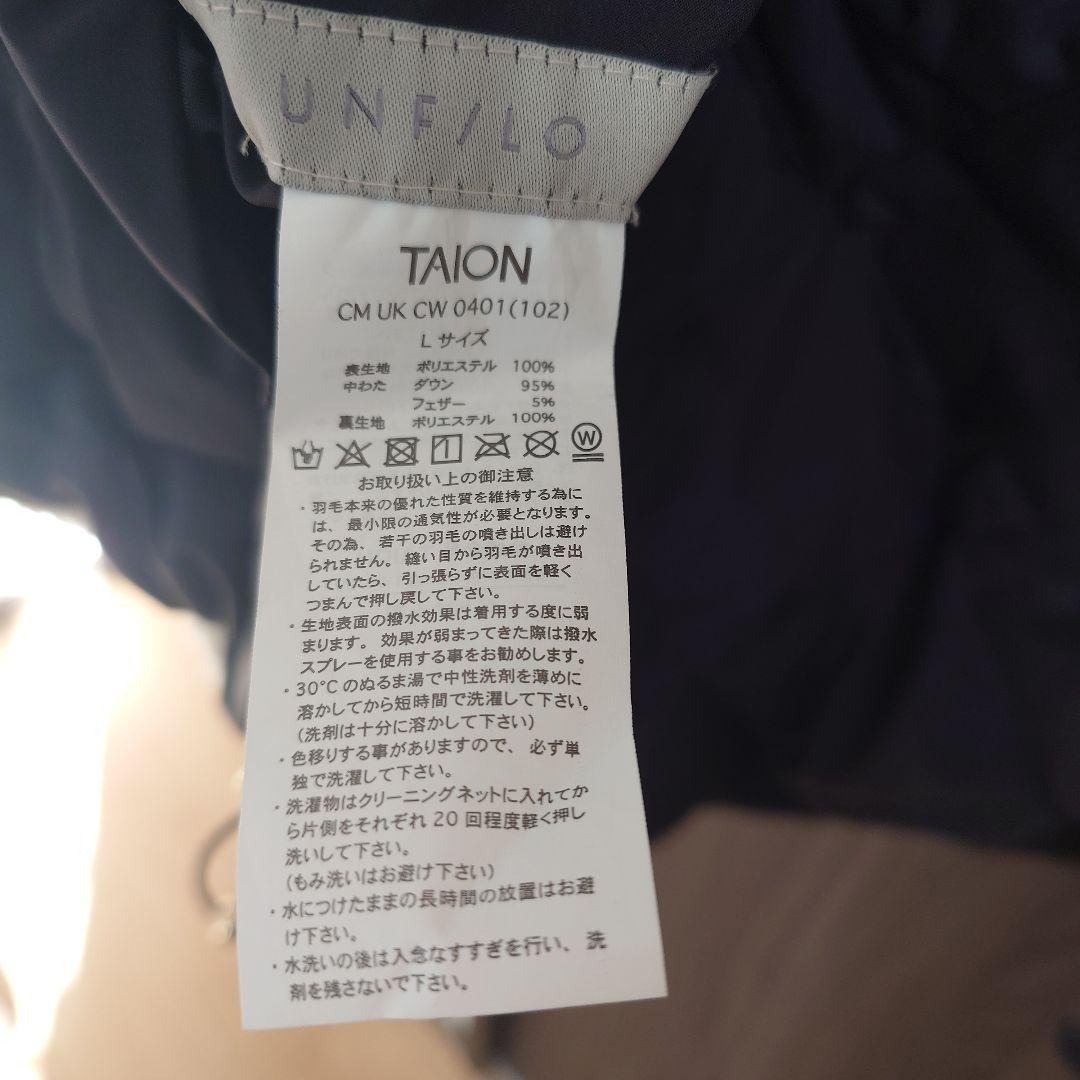 UNF/LO
TAION
CM UK CW 0401(102)
L サイズ
表生地 ポリエステル 100%
中わた ダウン 95%
フェザー 5%
裏生地 ポリエステル 100%
W
お取り扱い上の御注意
・羽毛本来の優れた性質を維持する為に
は、最小限の通気性が必要となります。
その為、若干の羽毛の噴き出しは避け
られません。縫い目から羽毛が噴き出
していたら、引っ張らずに表面を軽く
つまんで押し戻して下さい。
・生地表面の撥水効果は着用する度に弱
まります。効果が弱まってきた際は撥水
スプレーを使用する事をお勧めします。
・30°Cのぬるま湯で中性洗剤を薄めに
溶かしてから短時間で洗濯して下さい。
(洗剤は十分に溶かして下さい)
・色移りする事がありますので、必ず単
独で洗濯して下さい。
・洗濯物はクリーニングネットに入れてか
ら片側をそれぞれ20回程度軽く押し
洗いして下さい。
(もみ洗いはお避け下さい)
・水につけたままの長時間の放置はお避
け下さい。
・水洗いの後は入念なすすぎを行い、洗
剤を残さないで下さい。